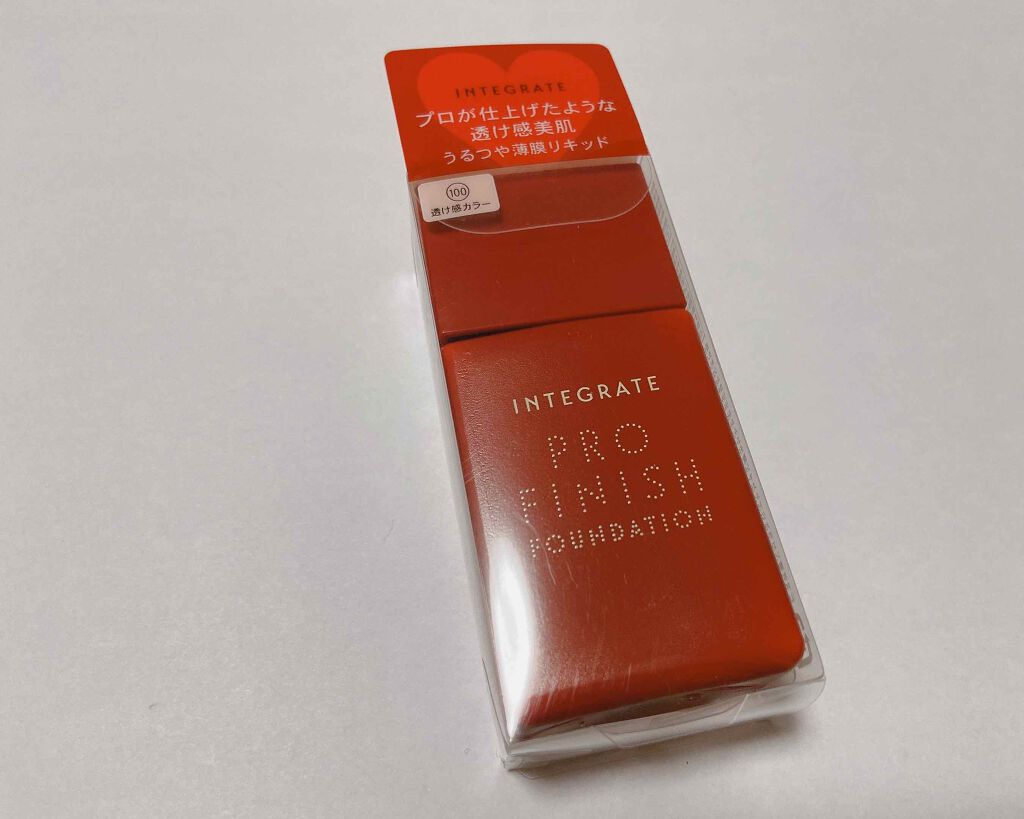 INTEGRATE
プロが仕上げたような
透け感美肌
うるつや薄膜リキッド
100
透け感カラー
INTEGRATE
PRO
FINISH
FOUNDATION